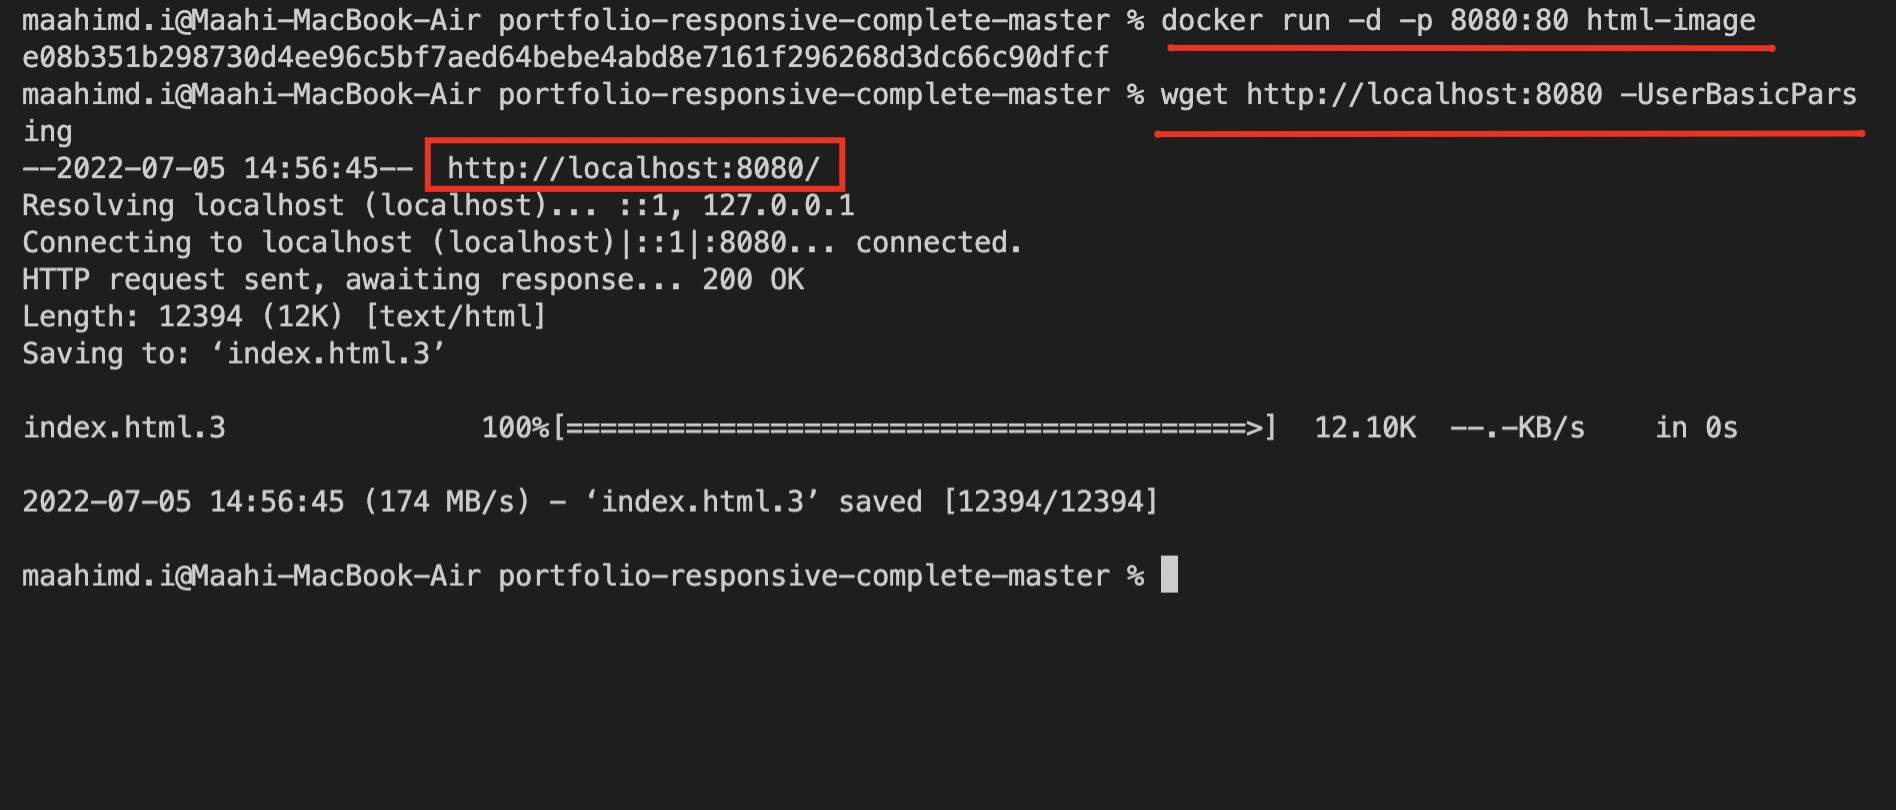 maahimd.i@Maahi-MacBook-Air portfolio-responsive-complete-master % docker run -d -p 8080:80 html-image
e08b351b298730d4ee96c5bf7aed64bebe4abd8e7161f296268d3dc66c90dfcf
maahimd.i@Maahi-MacBook-Air portfolio-responsive-complete-master % wget http://localhost:8080 -UserBasicPars
ing
--2022-07-05 14:56:45--  http://localhost:8080/
Resolving localhost (localhost)... ::1, 127.0.0.1
Connecting to localhost (localhost)|::1|:8080... connected.
HTTP request sent, awaiting response... 200 OK
Length: 12394 (12K) [text/html]
Saving to: ‘index.html.3’
index.html.3               100%[========================================>]  12.10K  --.-KB/s    in 0s
2022-07-05 14:56:45 (174 MB/s) - ‘index.html.3’ saved [12394/12394]
maahimd.i@Maahi-MacBook-Air portfolio-responsive-complete-master %